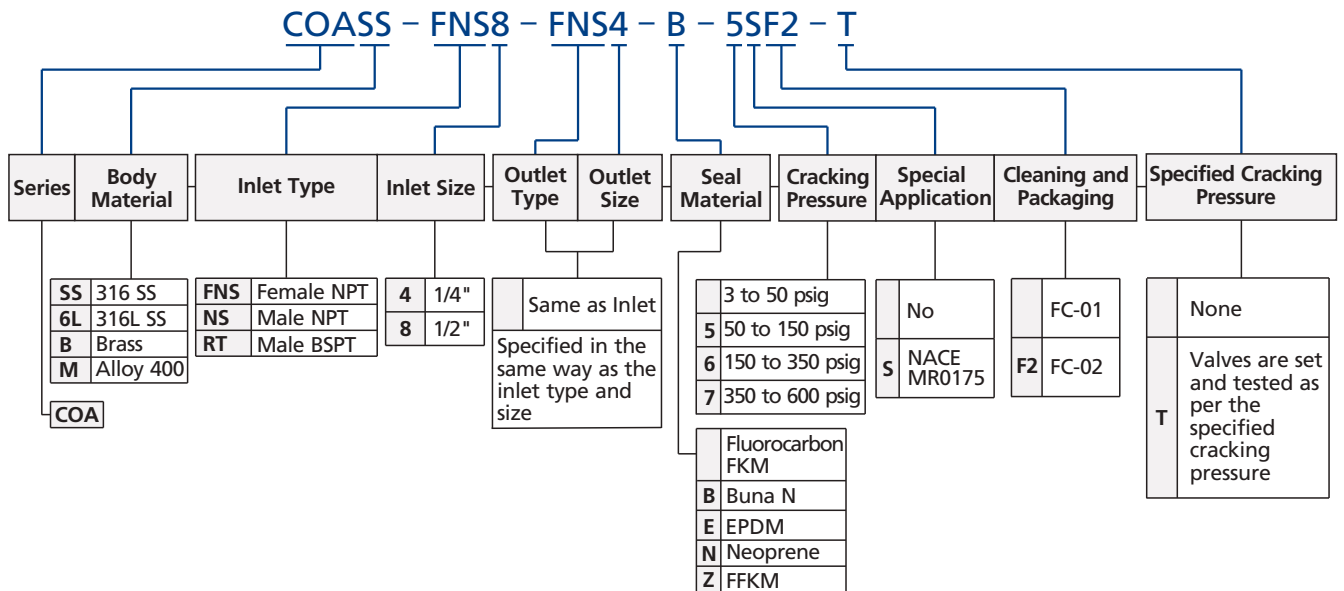 COASS – FNS8 – FNS4 – B – 5SF2 – T
Series
Body
Material
Inlet Type
Inlet Size
Outlet
Type
Outlet
Size
Seal
Material
Cracking
Pressure
Special
Application
Cleaning and
Packaging
Specified Cracking
Pressure
SS 316 SS
6L 316L SS
B Brass
M Alloy 400
COA
FNS Female NPT
NS Male NPT
RT Male BSPT
4 1/4"
8 1/2"
Same as Inlet
Specified in the
same way as the
inlet type and
size
3 to 50 psig
5 50 to 150 psig
6 150 to 350 psig
7 350 to 600 psig
Fluorocarbon
FKM
B Buna N
E EPDM
N Neoprene
Z FFKM
No
S NACE
MR0175
FC-01
F2 FC-02
None
T
Valves are set
and tested as
per the
specified
cracking
pressure